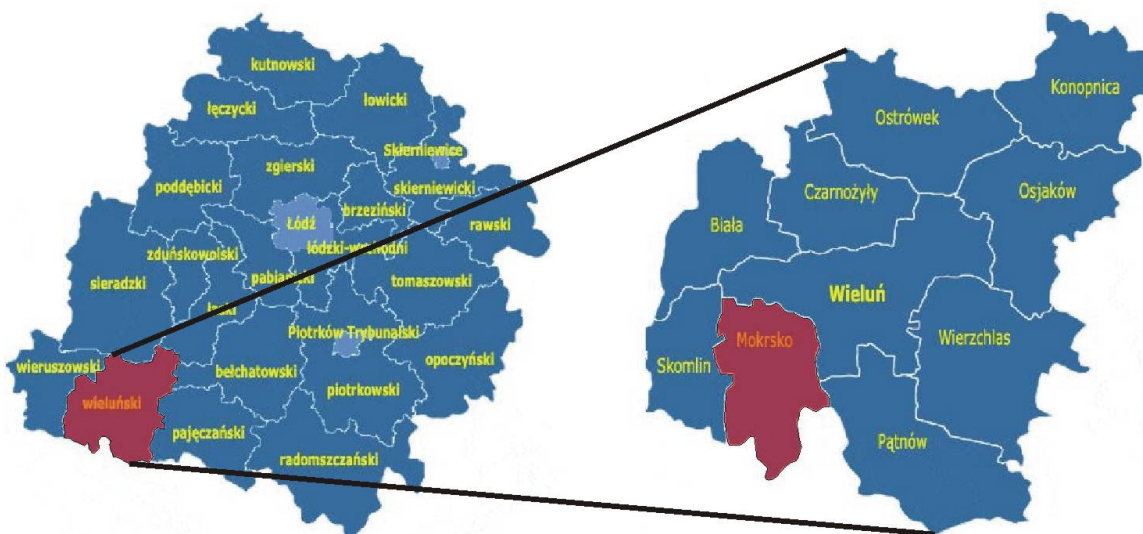 kutnowski
łęczycki
łowicki
Skierniewice
zgierski
skierniewicki
poddębicki
brzeziński
Łódź
rawski
łódzki-wschodni
zduńskowolski
pabianicki
sieradzki
tomaszowski
łaski
Piotrków Trybunalski
wieruszowski
opoczyński
bełchatowski
piotrkowski
wieluński
pajęczański
radomszczański
Konopnica
Ostrówek
Czarnożyły
Osjaków
Biała
Wieluń
Mokrsko
Wierzchlas
Skomlin
Pątnów